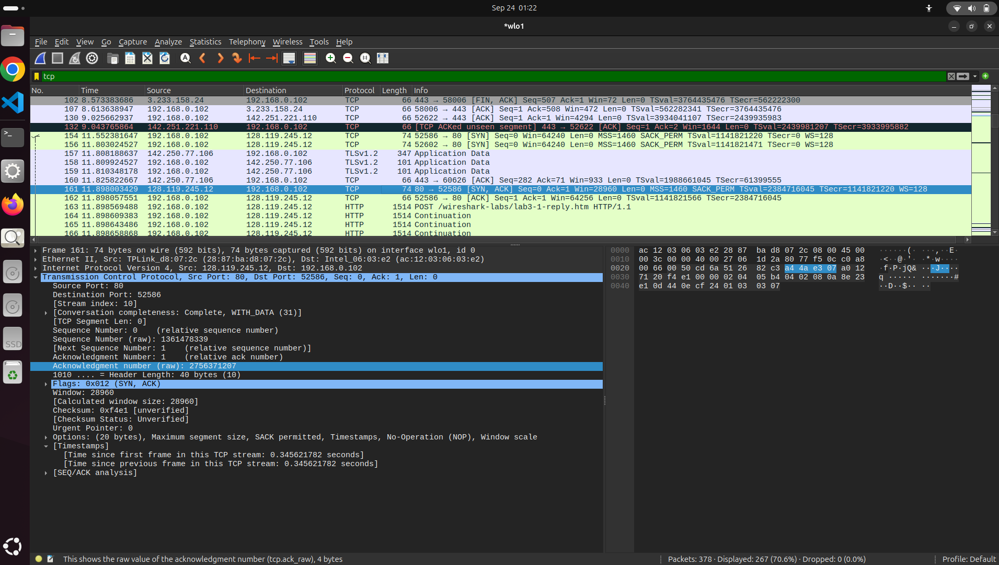 Sep 24 01:22
*wlo1
File Edit View Go Capture Analyze Statistics Telephony Wireless Tools Help
tcp
No. Time Source Destination Protocol Length Info
102 8.573383686 3.233.158.24 192.168.0.102 TCP 66 443 → 58006 [FIN, ACK] Seq=507 Ack=1 Win=72 Len=0 TSval=3764435476 TSecr=562222300
107 8.613638947 192.168.0.102 3.233.158.24 TCP 66 58006 → 443 [ACK] Seq=1 Ack=508 Win=472 Len=0 TSval=562282341 TSecr=3764435476
130 9.025662937 192.168.0.102 142.251.221.110 TCP 66 52622 → 443 [ACK] Seq=1 Ack=1 Win=4294 Len=0 TSval=3934041107 TSecr=2439935983
132 9.043765864 142.251.221.110 192.168.0.102 TCP 66 [TCP ACKed unseen segment] 443 → 52622 [ACK] Seq=1 Ack=2 Win=1644 Len=0 TSval=2439981207 TSecr=3933995882
154 11.552381647 192.168.0.102 128.119.245.12 TCP 74 52586 → 80 [SYN] Seq=0 Win=64240 Len=0 MSS=1460 SACK_PERM TSval=1141821220 TSecr=0 WS=128
156 11.803024527 192.168.0.102 128.119.245.12 TCP 74 52602 → 80 [SYN] Seq=0 Win=64240 Len=0 MSS=1460 SACK_PERM TSval=1141821471 TSecr=0 WS=128
157 11.808188637 142.250.77.106 192.168.0.102 TLSv1.2 347 Application Data
158 11.809924527 192.168.0.102 142.250.77.106 TLSv1.2 101 Application Data
159 11.810348178 192.168.0.102 142.250.77.106 TLSv1.2 101 Application Data
160 11.825822667 142.250.77.106 192.168.0.102 TCP 66 443 → 60626 [ACK] Seq=282 Ack=71 Win=933 Len=0 TSval=1988661045 TSecr=61399555
161 11.898003429 128.119.245.12 192.168.0.102 TCP 74 80 → 52586 [SYN, ACK] Seq=0 Ack=1 Win=28960 Len=0 MSS=1460 SACK_PERM TSval=2384716045 TSecr=1141821220 WS=128
162 11.898057551 192.168.0.102 128.119.245.12 TCP 66 52586 → 80 [ACK] Seq=1 Ack=1 Win=64256 Len=0 TSval=1141821566 TSecr=2384716045
163 11.898569488 192.168.0.102 128.119.245.12 HTTP 1514 POST /wireshark-labs/lab3-1-reply.htm HTTP/1.1
164 11.898609383 192.168.0.102 128.119.245.12 HTTP 1514 Continuation
165 11.898643486 192.168.0.102 128.119.245.12 HTTP 1514 Continuation
166 11.898658868 192.168.0.102 128.119.245.12 HTTP 1514 Continuation
Frame 161: 74 bytes on wire (592 bits), 74 bytes captured (592 bits) on interface wlo1, id 0
Ethernet II, Src: TPLink_d8:07:2c (28:87:ba:d8:07:2c), Dst: Intel_06:03:e2 (ac:12:03:06:03:e2)
Internet Protocol Version 4, Src: 128.119.245.12, Dst: 192.168.0.102
Transmission Control Protocol, Src Port: 80, Dst Port: 52586, Seq: 0, Ack: 1, Len: 0
Source Port: 80
Destination Port: 52586
[Stream index: 10]
[Conversation completeness: Complete, WITH_DATA (31)]
[TCP Segment Len: 0]
Sequence Number: 0 (relative sequence number)
Sequence Number (raw): 1361478339
[Next Sequence Number: 1 (relative sequence number)]
Acknowledgment Number: 1 (relative ack number)
Acknowledgment number (raw): 2756371207
1010 .... = Header Length: 40 bytes (10)
Flags: 0x012 (SYN, ACK)
Window: 28960
[Calculated window size: 28960]
Checksum: 0xf4e1 [unverified]
[Checksum Status: Unverified]
Urgent Pointer: 0
Options: (20 bytes), Maximum segment size, SACK permitted, Timestamps, No-Operation (NOP), Window scale
[Timestamps]
[Time since first frame in this TCP stream: 0.345621782 seconds]
[Time since previous frame in this TCP stream: 0.345621782 seconds]
[SEQ/ACK analysis]
0000 ac 12 03 06 03 e2 28 87 ba d8 07 2c 08 00 45 00 ······(· ···,··E·
0010 00 3c 00 00 40 00 27 06 1d 2a 80 77 f5 0c c0 a8 ·<··@·'· ·*·w····
0020 00 66 00 50 cd 6a 51 26 82 c3 a4 4a e3 07 a0 12 ·f·P·jQ& ···J····
0030 71 20 f4 e1 00 00 02 04 05 b4 04 02 08 0a 8e 23 q ······ ·······#
0040 e1 0d 44 0e cf 24 01 03 03 07 ··D··$·· ··
SSD
This shows the raw value of the acknowledgment number (tcp.ack_raw), 4 bytes
Packets: 378 · Displayed: 267 (70.6%) · Dropped: 0 (0.0%)
Profile: Default